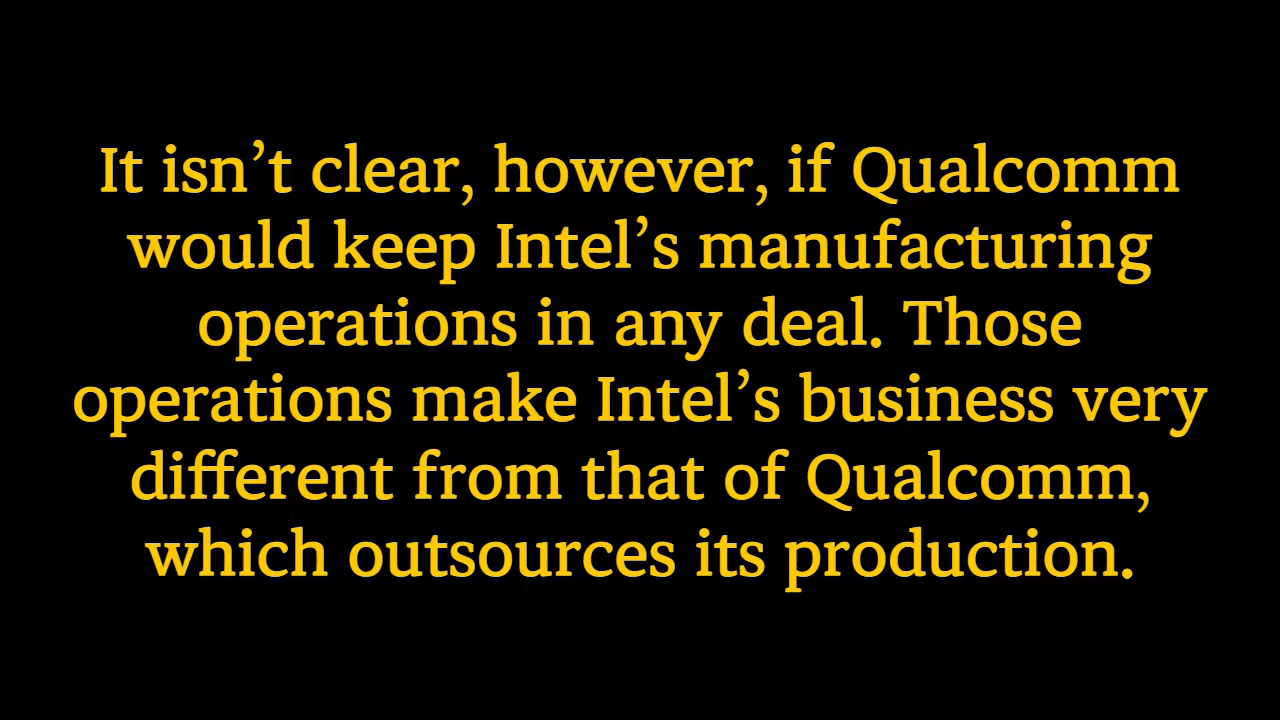 It isn’t clear, however, if Qualcomm
would keep Intel’s manufacturing
operations in any deal. Those
operations make Intel’s business very
different from that of Qualcomm,
which outsources its production.